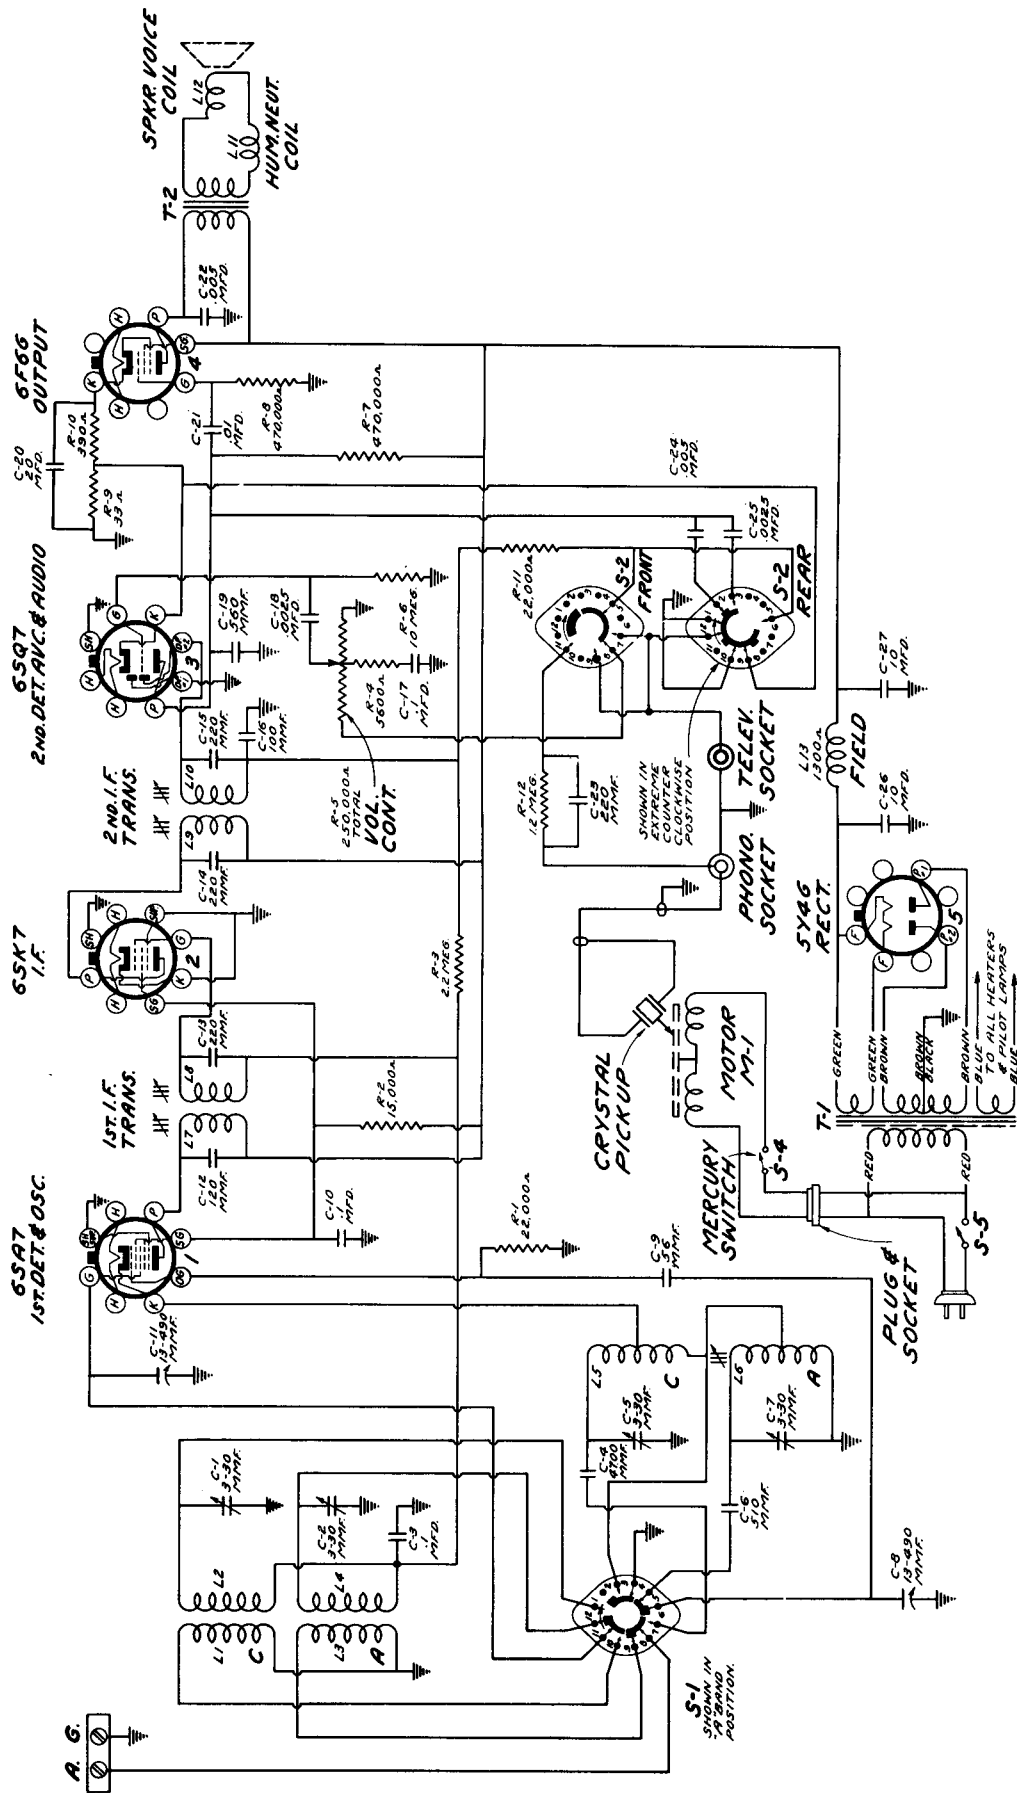 A. G.
6SA7
1ST. DET. & OSC.
1ST. I.F.
TRANS.
6SK7
I.F.
2ND. I.F.
TRANS.
6SQ7
2ND. DET. AVC. & AUDIO
6F6G
OUTPUT
SPKR. VOICE
COIL
HUM. NEUT.
COIL
T-2
L12
L11
C-20
20
MFD.
R-10
390Ω
R-9
33Ω
C-22
.005
MFD.
C-21
.01
MFD.
R-8
470,000Ω
R-7
470,000Ω
C-24
.005
MFD.
C-25
.0025
MFD.
C-19
560
MMF.
C-18
.0025
MFD.
R-6
10 MEG.
R-4
5600Ω
C-17
.1
MFD.
R-5
250,000Ω
TOTAL
VOL.
CONT.
C-15
220
MMF.
C-16
100
MMF.
L10
L9
C-14
220
MMF.
R-3
2.2 MEG.
C-13
220
MMF.
L8
L7
C-12
120
MMF.
R-2
15,000Ω
C-10
.1
MFD.
R-1
22,000Ω
C-9
56
MMF.
C-11
13-490
MMF.
L1
L2
L3
L4
C
A
C-1
3-30
MMF.
C-2
3-30
MMF.
C-3
.1
MFD.
L5
C
C-5
3-30
MMF.
C-4
4700
MMF.
L6
A
C-7
3-30
MMF.
C-6
510
MMF.
C-8
13-490
MMF.
S-1
SHOWN IN
"A" BAND
POSITION.
R-11
22,000Ω
S-2
FRONT
S-2
REAR
R-12
1.2 MEG.
C-23
220
MMF.
SHOWN IN
EXTREME
COUNTER
CLOCKWISE
POSITION
TELEV.
SOCKET
PHONO.
SOCKET
CRYSTAL
PICKUP
MOTOR
M-1
MERCURY
SWITCH
S-4
PLUG &
SOCKET
S-5
C-27
10
MFD.
L13
1300Ω
FIELD
C-26
10
MFD.
5Y4G
RECT.
T-1
GREEN
GREEN
BROWN
BROWN
BLACK
BROWN
BLUE
TO ALL HEATERS
& PILOT LAMPS
BLUE
RED
RED